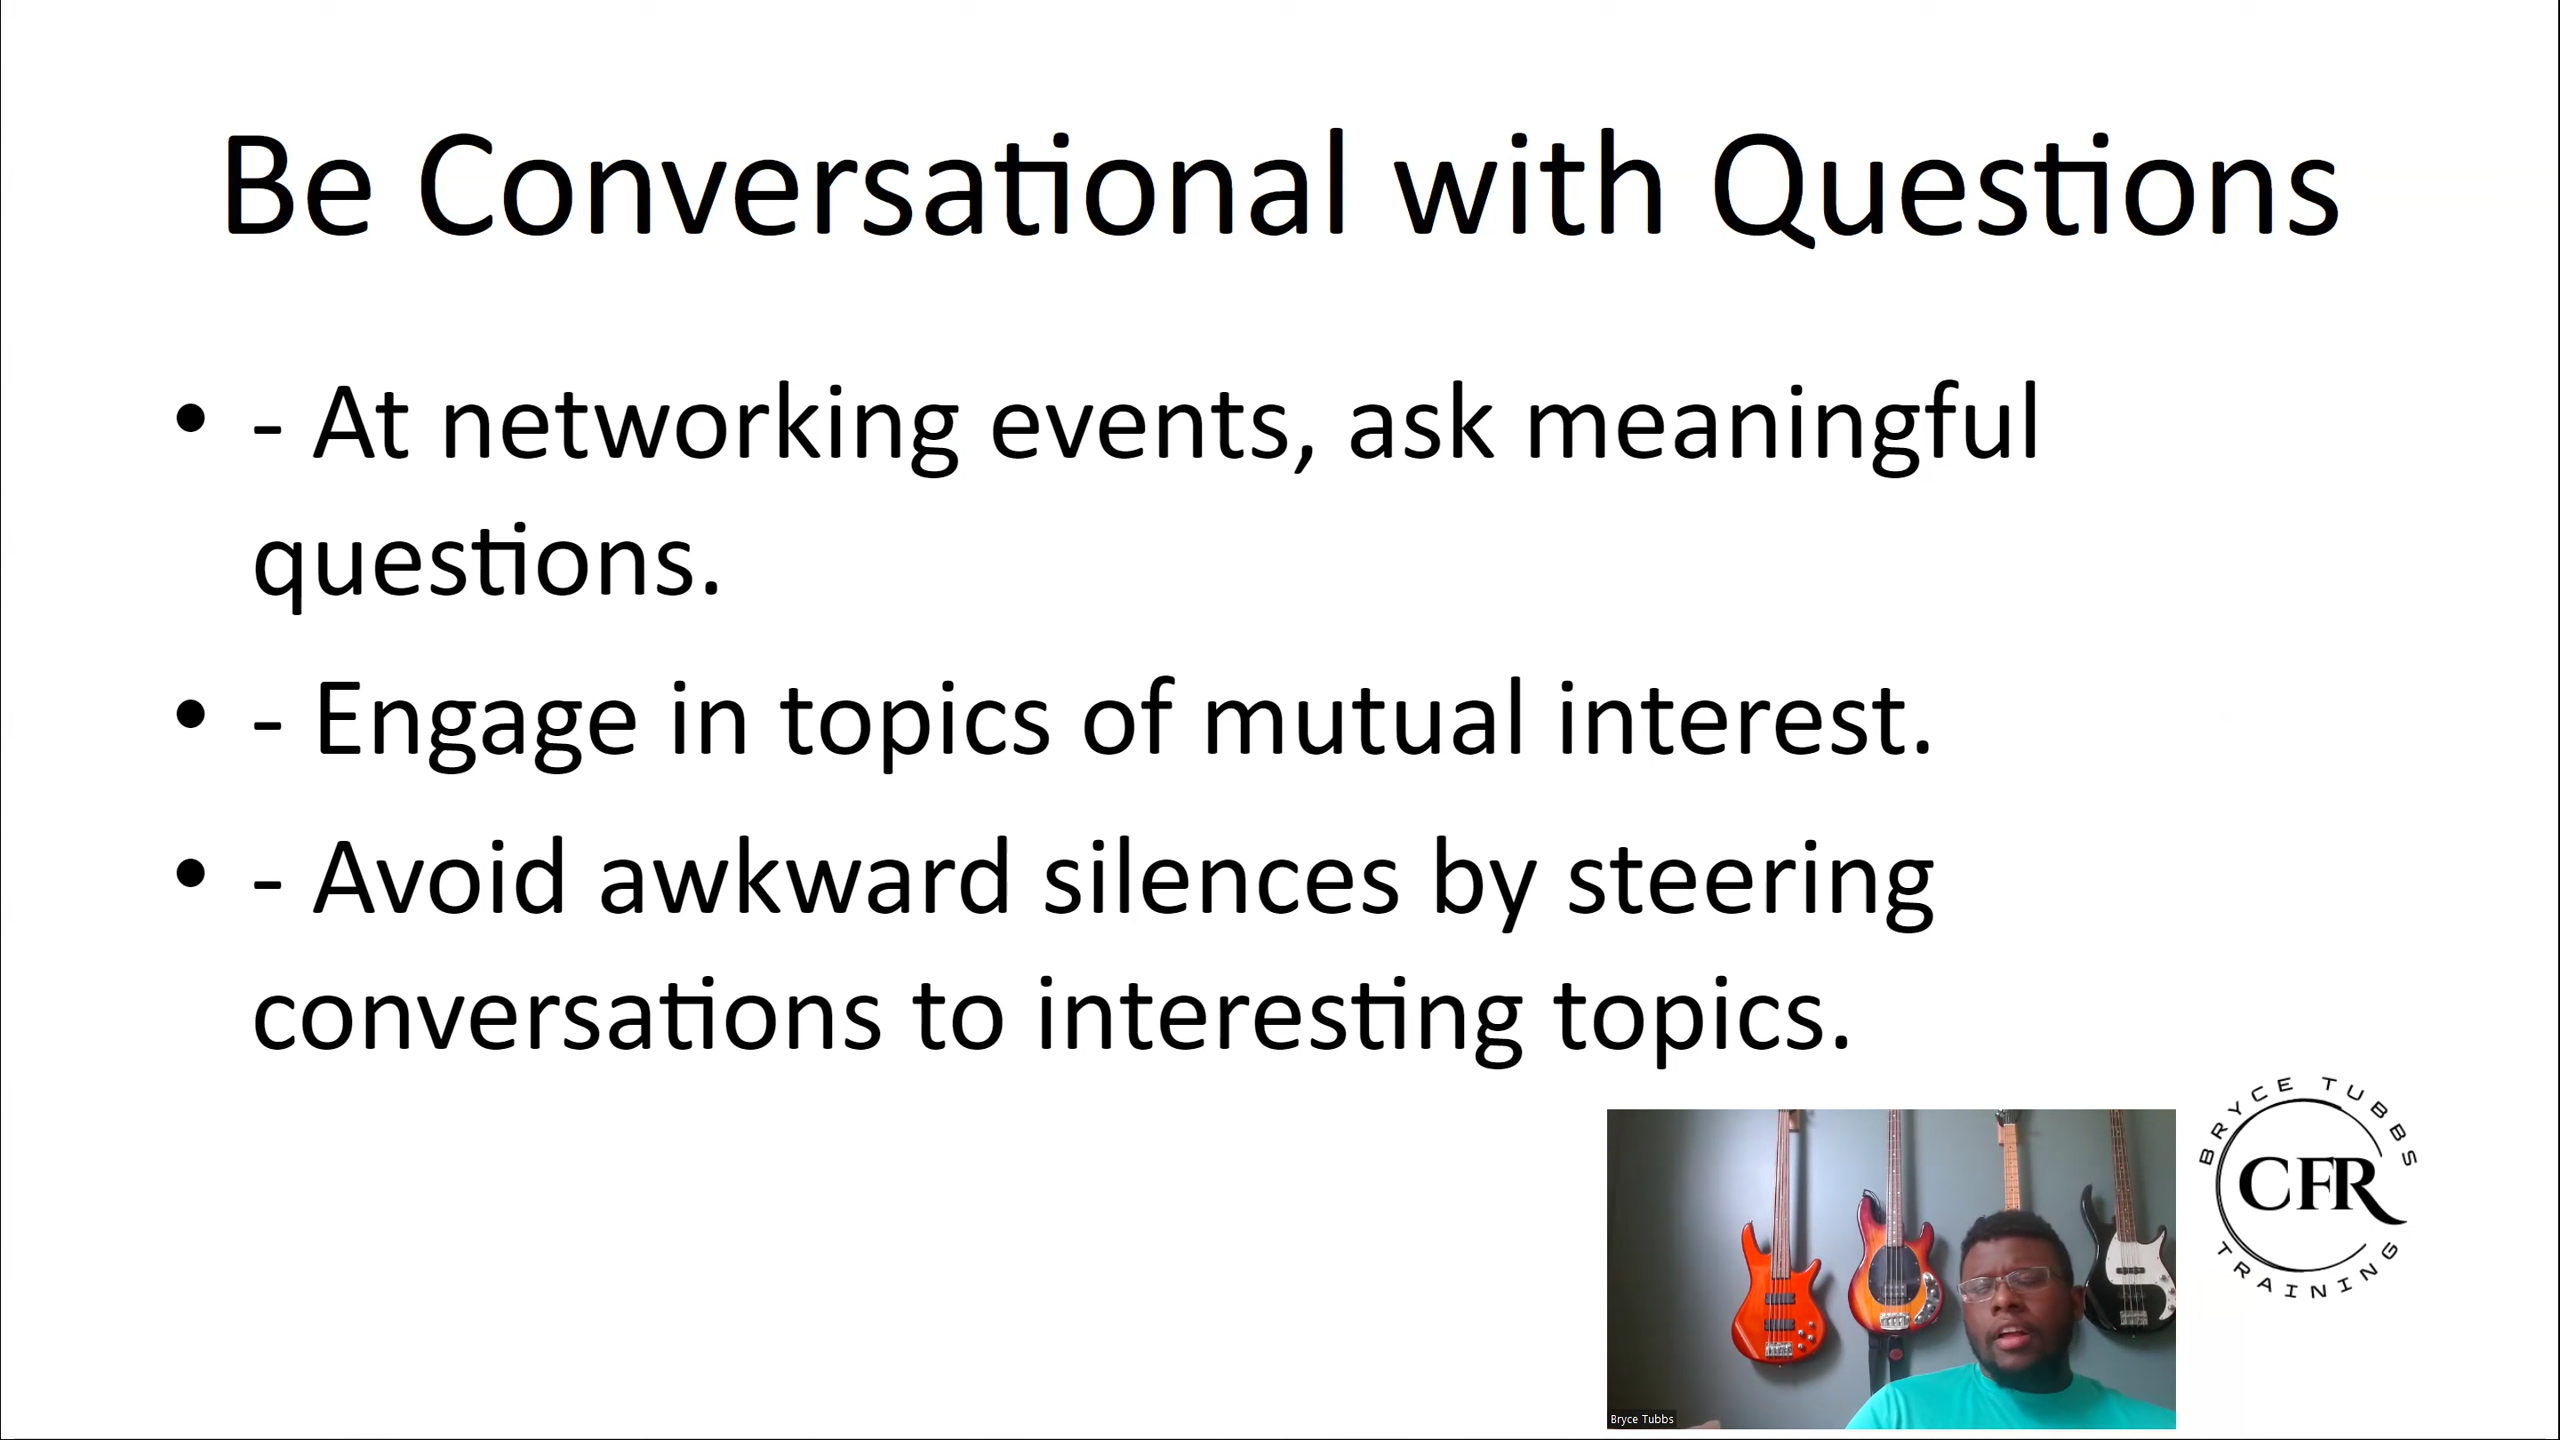 Be Conversational with Questions
• - At networking events, ask meaningful
questions.
• - Engage in topics of mutual interest.
• - Avoid awkward silences by steering
conversations to interesting topics.
BRYCE TUBBS
CFR
TRAINING
Bryce Tubbs